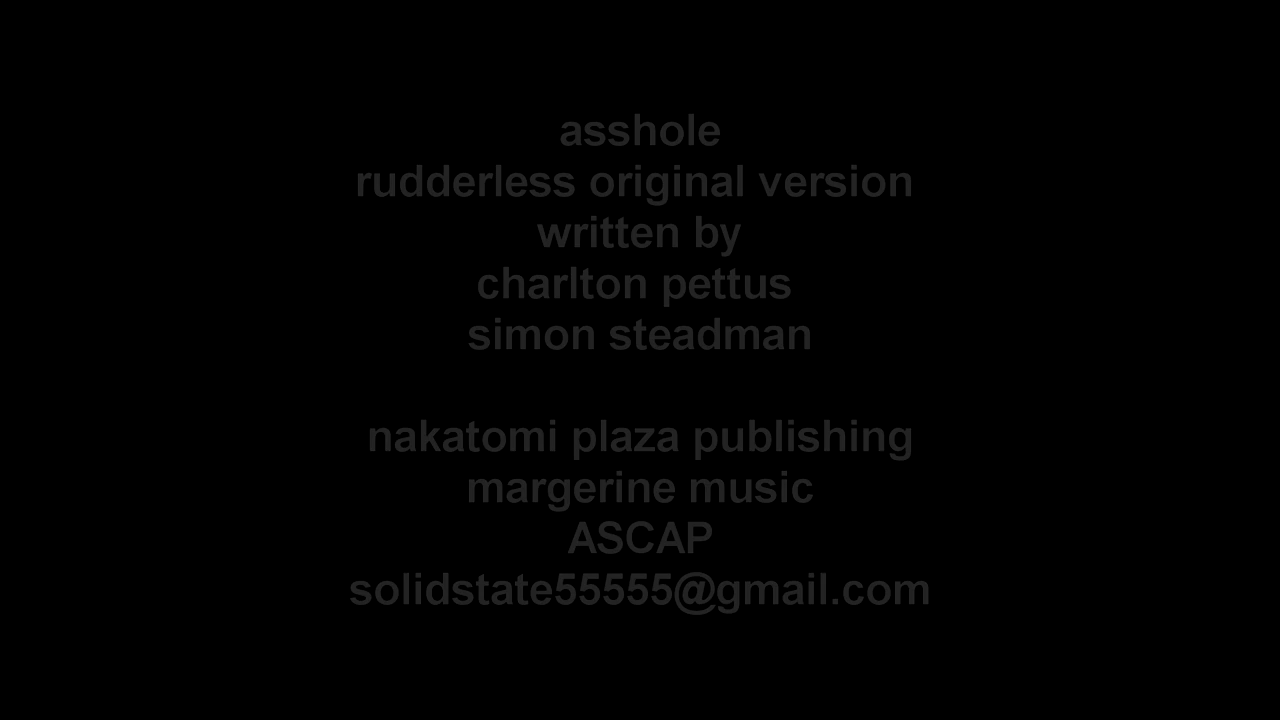 asshole
rudderless original version
written by
charlton pettus
simon steadman
nakatomi plaza publishing
margerine music
ASCAP
solidstate55555@gmail.com